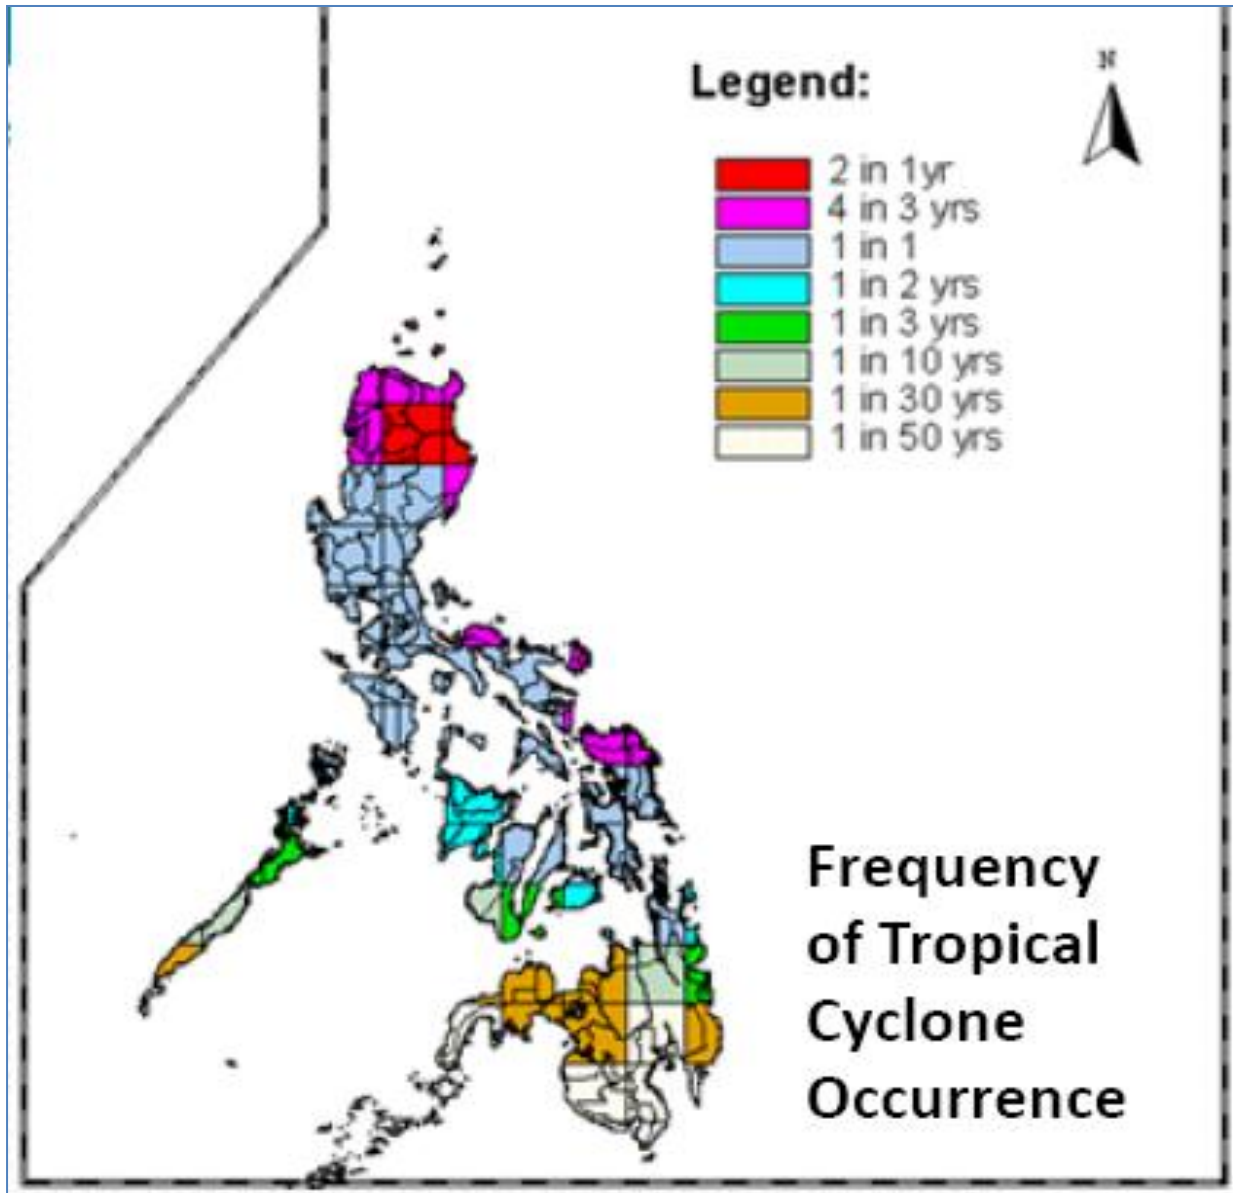 Legend:
N
2 in 1yr
4 in 3 yrs
1 in 1
1 in 2 yrs
1 in 3 yrs
1 in 10 yrs
1 in 30 yrs
1 in 50 yrs
Frequency
of Tropical
Cyclone
Occurrence